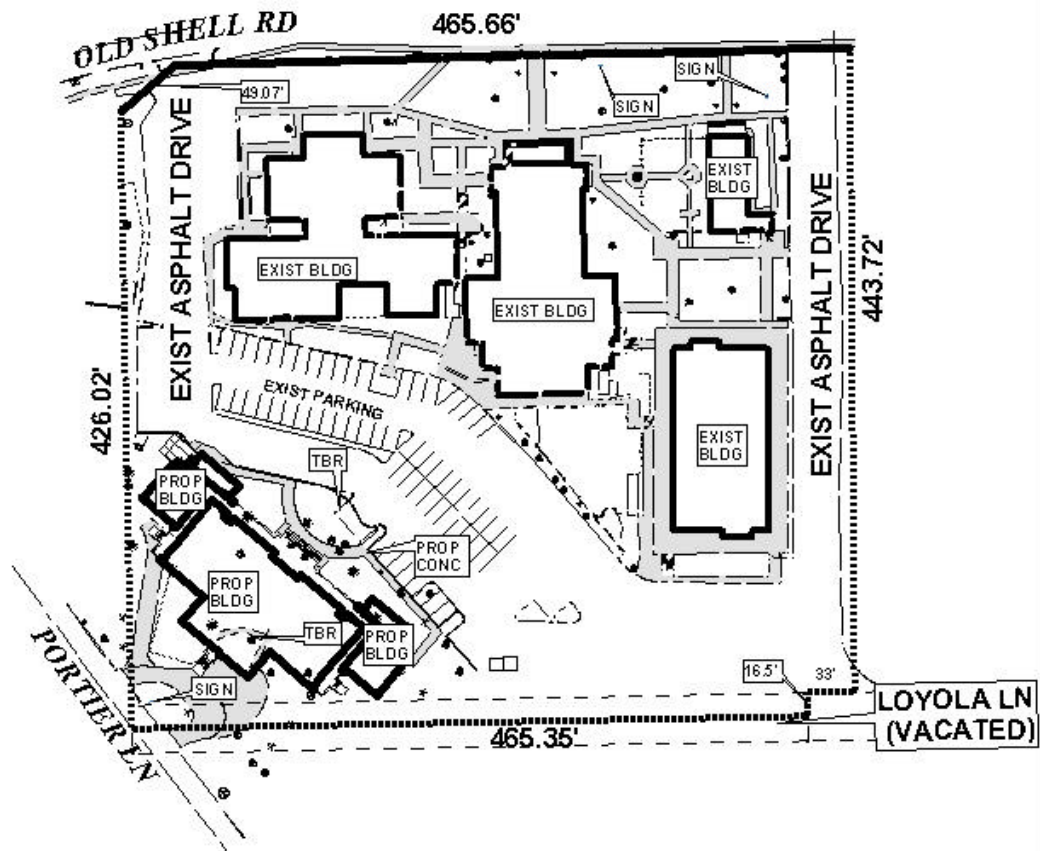 OLD SHELL RD
465.66'
SIGN
SIGN
49.07'
EXIST ASPHALT DRIVE
EXIST
BLDG
EXIST ASPHALT DRIVE
443.72'
EXIST BLDG
EXIST BLDG
426.02'
EXIST PARKING
EXIST
BLDG
TBR
PROP
BLDG
PROP
CONC
PROP
BLDG
TBR
PROP
BLDG
PORTIER LN
SIGN
16.5'
33'
LOYOLA LN
(VACATED)
465.35'